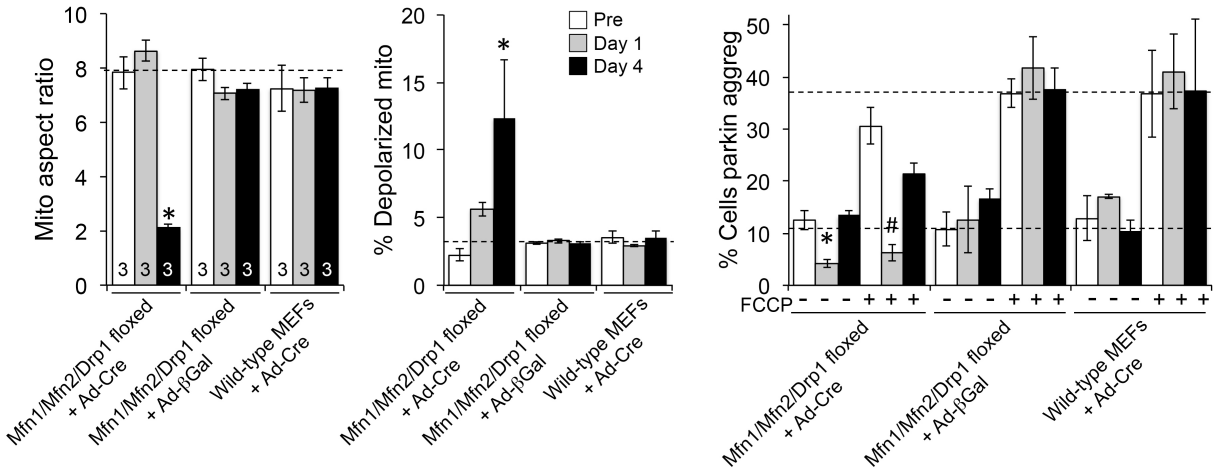 Mito aspect ratio
10
8
6
4
2
0
*
3 3 3 3 3 3 3 3 3
Mfn1/Mfn2/Drp1 floxed
+ Ad-Cre
Mfn1/Mfn2/Drp1 floxed
+ Ad-βGal
Wild-type MEFs
+ Ad-Cre
% Depolarized mito
20
15
10
5
0
*
Pre
Day 1
Day 4
Mfn1/Mfn2/Drp1 floxed
+ Ad-Cre
Mfn1/Mfn2/Drp1 floxed
+ Ad-βGal
Wild-type MEFs
+ Ad-Cre
% Cells parkin aggreg
50
40
30
20
10
0
*
#
FCCP - - - + + + - - - + + + - - - + + +
Mfn1/Mfn2/Drp1 floxed
+ Ad-Cre
Mfn1/Mfn2/Drp1 floxed
+ Ad-βGal
Wild-type MEFs
+ Ad-Cre